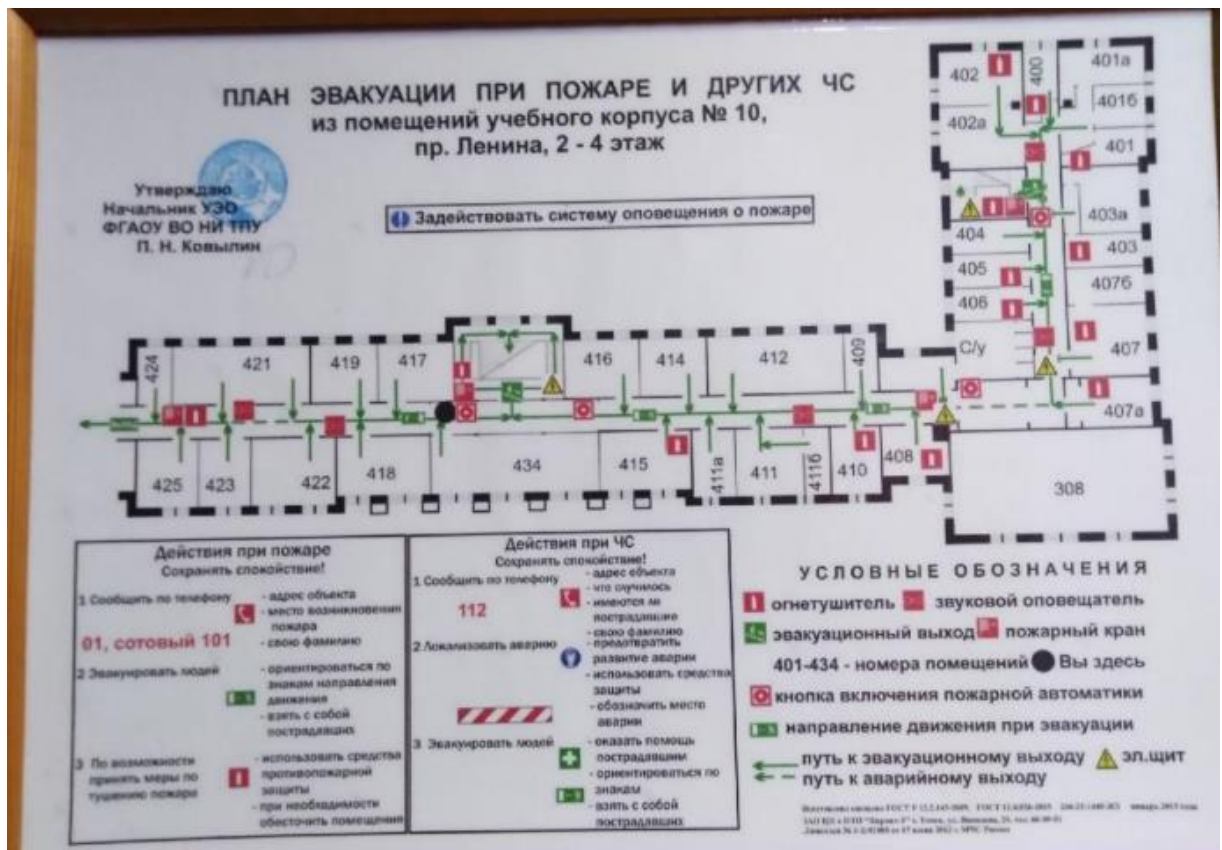 ПЛАН ЭВАКУАЦИИ ПРИ ПОЖАРЕ И ДРУГИХ ЧС
из помещений учебного корпуса № 10,
пр. Ленина, 2 - 4 этаж
Утверждаю
Начальник УЭО
ФГАОУ ВО НИ ТПУ
П. Н. Ковылин
Задействовать систему оповещения о пожаре
402
400
401а
401б
402а
401
403а
404
403
405
407б
406
С/у
407
407а
424
421
419
417
416
414
412
409
425
423
422
418
434
415
411а
411
411б
410
408
308
Действия при пожаре
Сохранять спокойствие!
1 Сообщить по телефону
- адрес объекта
- место возникновения
пожара
- свою фамилию
01, сотовый 101
2 Эвакуировать людей
- ориентироваться по
знакам направления
движения
- взять с собой
пострадавших
3 По возможности
принять меры по
тушению пожара
- использовать средства
противопожарной
защиты
- при необходимости
обесточить помещения
Действия при ЧС
Сохранять спокойствие!
1 Сообщить по телефону
- адрес объекта
- что случилось
- имеются ли
пострадавшие
- свою фамилию
112
2 Локализовать аварию
- предотвратить
развитие аварии
- использовать средства
защиты
- обозначить место
аварии
3 Эвакуировать людей
- оказать помощь
пострадавшим
- ориентироваться по
знакам
- взять с собой
пострадавших
УСЛОВНЫЕ ОБОЗНАЧЕНИЯ
огнетушитель звуковой оповещатель
эвакуационный выход пожарный кран
401-434 - номера помещений Вы здесь
кнопка включения пожарной автоматики
направление движения при эвакуации
путь к эвакуационному выходу эл.щит
путь к аварийному выходу